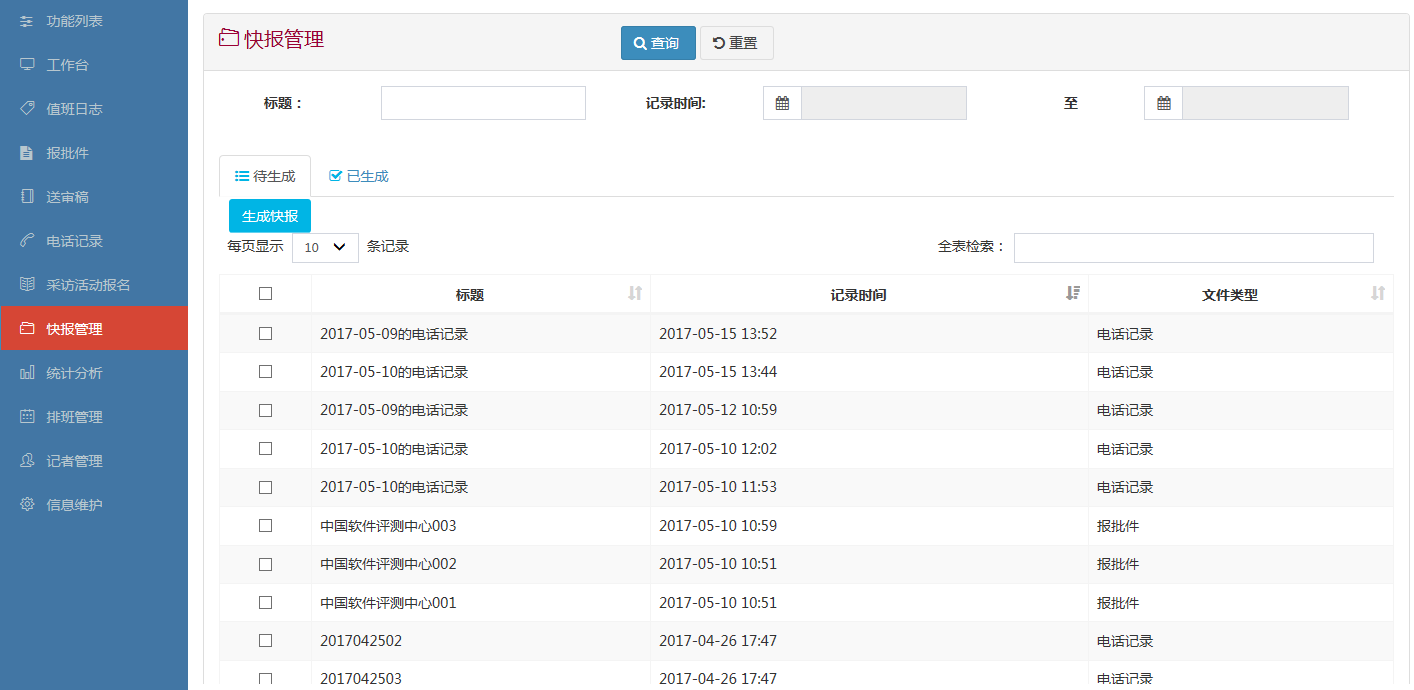 功能列表
工作台
值班日志
报批件
送审稿
电话记录
采访活动报名
快报管理
统计分析
排班管理
记者管理
信息维护
快报管理 查询 重置
标题： 记录时间: 至
待生成 已生成
生成快报
每页显示 10 条记录 全表检索：
标题 记录时间 文件类型
2017-05-09的电话记录 2017-05-15 13:52 电话记录
2017-05-10的电话记录 2017-05-15 13:44 电话记录
2017-05-09的电话记录 2017-05-12 10:59 电话记录
2017-05-10的电话记录 2017-05-10 12:02 电话记录
2017-05-10的电话记录 2017-05-10 11:53 电话记录
中国软件评测中心003 2017-05-10 10:59 报批件
中国软件评测中心002 2017-05-10 10:51 报批件
中国软件评测中心001 2017-05-10 10:51 报批件
2017042502 2017-04-26 17:47 电话记录
2017042503 2017-04-26 17:47 电话记录